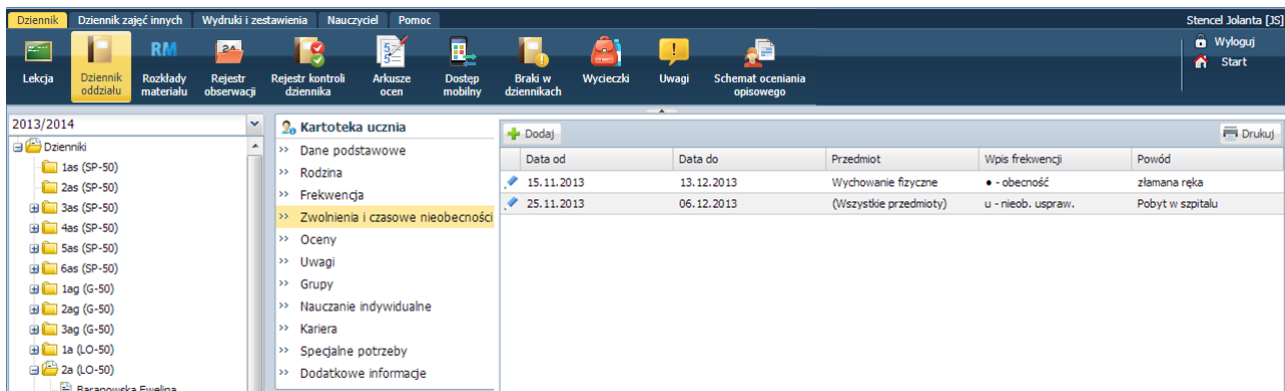 Dziennik Dziennik zajęć innych Wydruki i zestawienia Nauczyciel Pomoc Stencel Jolanta [JS]
Lekcja
Dziennik oddziału
RM
Rozkłady materiału
Rejestr obserwacji
Rejestr kontroli dziennika
Arkusze ocen
Dostęp mobilny
Braki w dziennikach
Wycieczki
Uwagi
Schemat oceniania opisowego
Wyloguj
Start
2013/2014
Dzienniki
1as (SP-50)
2as (SP-50)
3as (SP-50)
4as (SP-50)
5as (SP-50)
6as (SP-50)
1ag (G-50)
2ag (G-50)
3ag (G-50)
1a (LO-50)
2a (LO-50)
Baranowska Ewelina
Kartoteka ucznia
>> Dane podstawowe
>> Rodzina
>> Frekwencja
>> Zwolnienia i czasowe nieobecności
>> Oceny
>> Uwagi
>> Grupy
>> Nauczanie indywidualne
>> Kariera
>> Specjalne potrzeby
>> Dodatkowe informacje
Dodaj Drukuj
Data od Data do Przedmiot Wpis frekwencji Powód
15.11.2013 13.12.2013 Wychowanie fizyczne ● - obecność złamana ręka
25.11.2013 06.12.2013 (Wszystkie przedmioty) u - nieob. uspraw. Pobyt w szpitalu